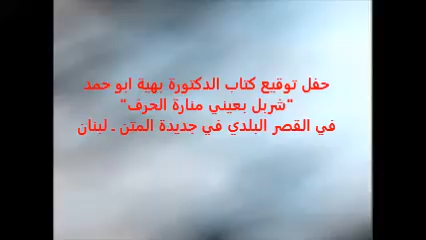 حفل توقيع كتاب الدكتورة بهية ابو حمد
"شربل بعيني منارة الحرف"
في القصر البلدي في جديدة المتن ـ لبنان